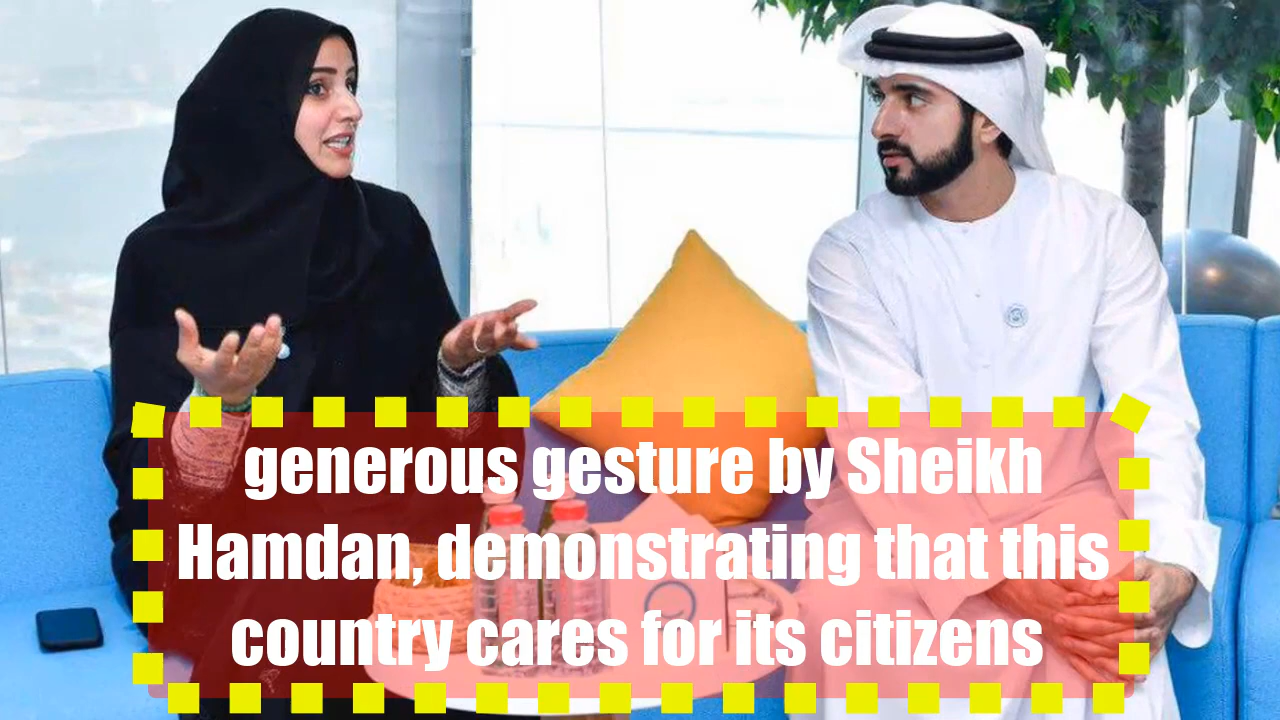 generous gesture by Sheikh
Hamdan, demonstrating that this
country cares for its citizens